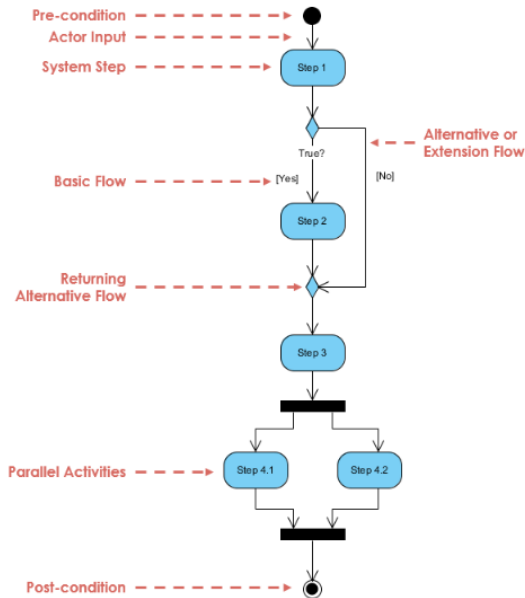 Pre-condition
Actor Input
System Step
Step 1
Alternative or
Extension Flow
True?
Basic Flow
[Yes]
[No]
Step 2
Returning
Alternative Flow
Step 3
Parallel Activities
Step 4.1
Step 4.2
Post-condition